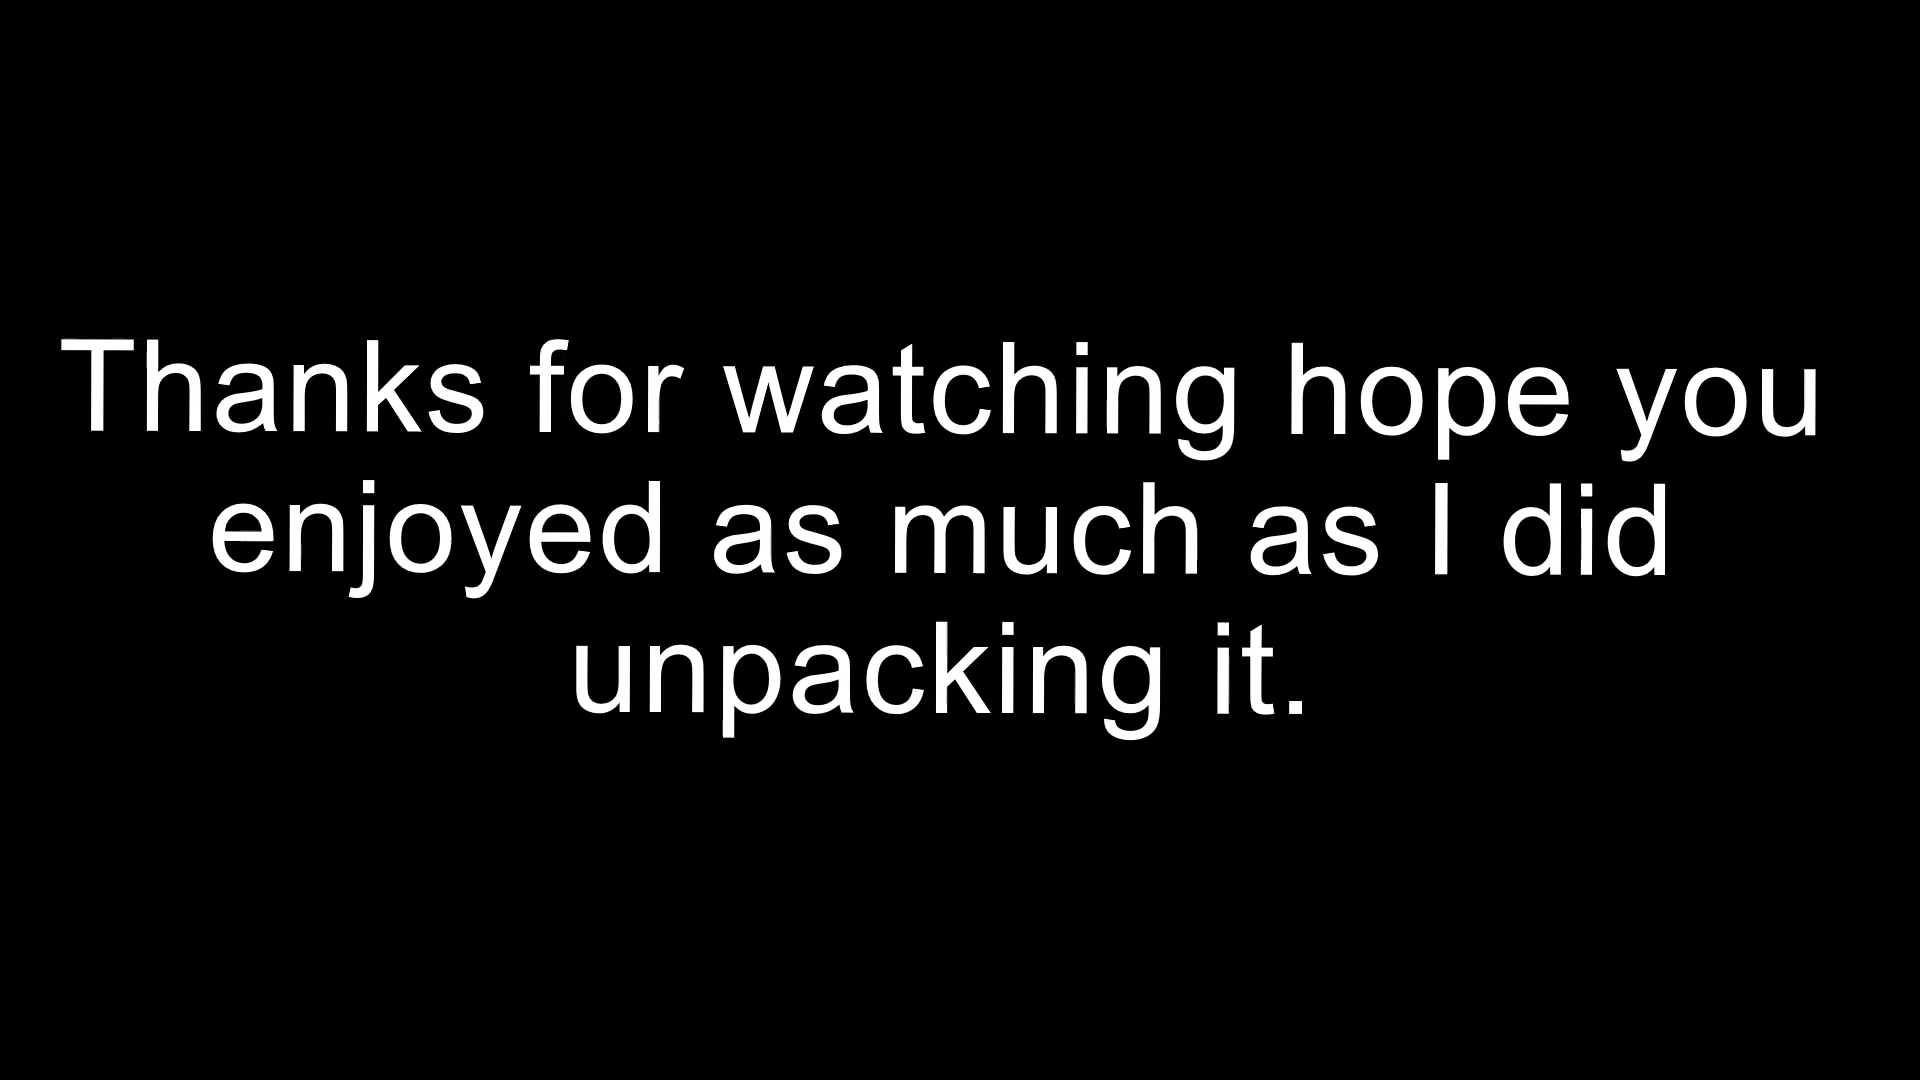 Thanks for watching hope you
enjoyed as much as I did
unpacking it.